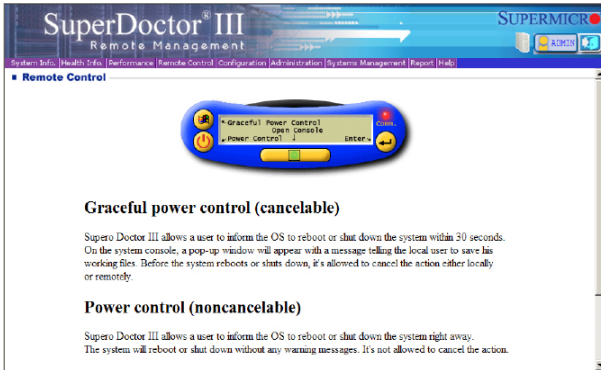 SuperDoctor® III
Remote Management
SUPERMICR
ADMIN
System Info. |Health Info. |Performance |Remote Control |Configuration |Administration |Systems Management |Report |Help|
Remote Control
Graceful Power Control
Open Console
Power Control ↓ Enter
Comm.
Graceful power control (cancelable)
Supero Doctor III allows a user to inform the OS to reboot or shut down the system within 30 seconds.
On the system console, a pop-up window will appear with a message telling the local user to save his
working files. Before the system reboots or shuts down, it's allowed to cancel the action either locally
or remotely.
Power control (noncancelable)
Supero Doctor III allows a user to inform the OS to reboot or shut down the system right away.
The system will reboot or shut down without any warning messages. It's not allowed to cancel the action.